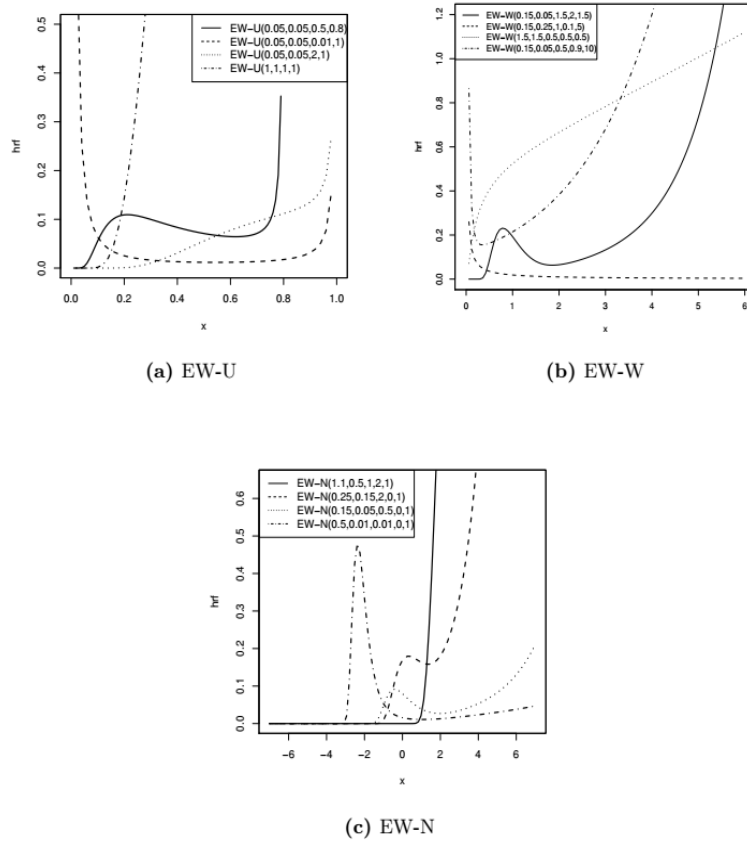 EW−U(0.05,0.05,0.5,0.8)
EW−U(0.05,0.05,0.01,1)
EW−U(0.05,0.05,2,1)
EW−U(1,1,1,1)
hrf
0.5
0.4
0.3
0.2
0.1
0.0
0.0 0.2 0.4 0.6 0.8 1.0
x
(a) EW-U
EW−W(0.15,0.05,1.5,2,1.5)
EW−W(0.15,0.25,1,0.1,5)
EW−W(1.5,1.5,0.5,0.5,0.5)
EW−W(0.15,0.05,0.5,0.9,10)
hrf
1.2
1.0
0.8
0.6
0.4
0.2
0.0
0 1 2 3 4 5 6
x
(b) EW-W
EW−N(1.1,0.5,1,2,1)
EW−N(0.25,0.15,2,0,1)
EW−N(0.15,0.05,0.5,0,1)
EW−N(0.5,0.01,0.01,0,1)
hrf
0.6
0.5
0.4
0.3
0.2
0.1
0.0
−6 −4 −2 0 2 4 6
x
(c) EW-N